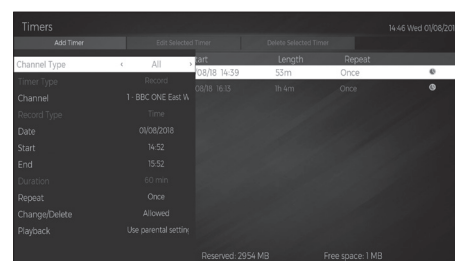 Timers
14:46 Wed 01/08/201
Add Timer
Edit Selected Timer
Delete Selected Timer
Channel Type ‹ All ›
tart Length Repeat
/08/18 14:39 53m Once
Timer Type Record
08/18 16:13 1h 4m Once
Channel 1 - BBC ONE East W
Record Type Time
Date 01/08/2018
Start 14:52
End 15:52
Duration 60 min
Repeat Once
Change/Delete Allowed
Playback Use parental setting
Reserved: 2954 MB Free space: 1 MB